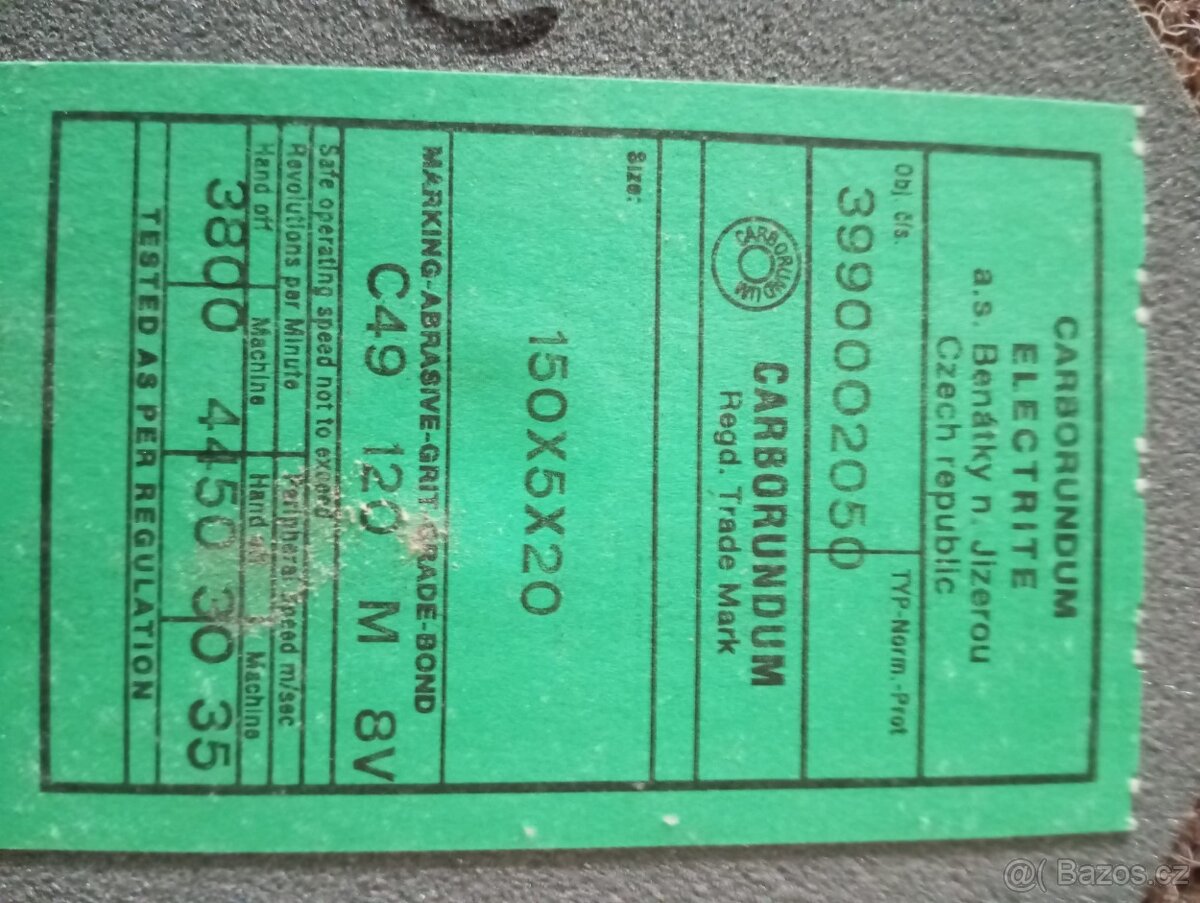 CARBORUNDUM
ELECTRITE
a.s. Benátky n. Jizerou
Czech republic
Obj. čís.
TYP-Norm.-Prot
399000002050
CARBORUNDUM
CARBORUNDUM
Regd. Trade Mark
Size:
150X5X20
MARKING-ABRASIVE-GRIT-GRADE-BOND
C49 120 M 8V
Safe operating speed not to exceed
Revolutions per Minute
Peripheral Speed m/sec
Hand off Machine Hand off Machine
3800 4450 30 35
TESTED AS PER REGULATION
@( Bazos.cz